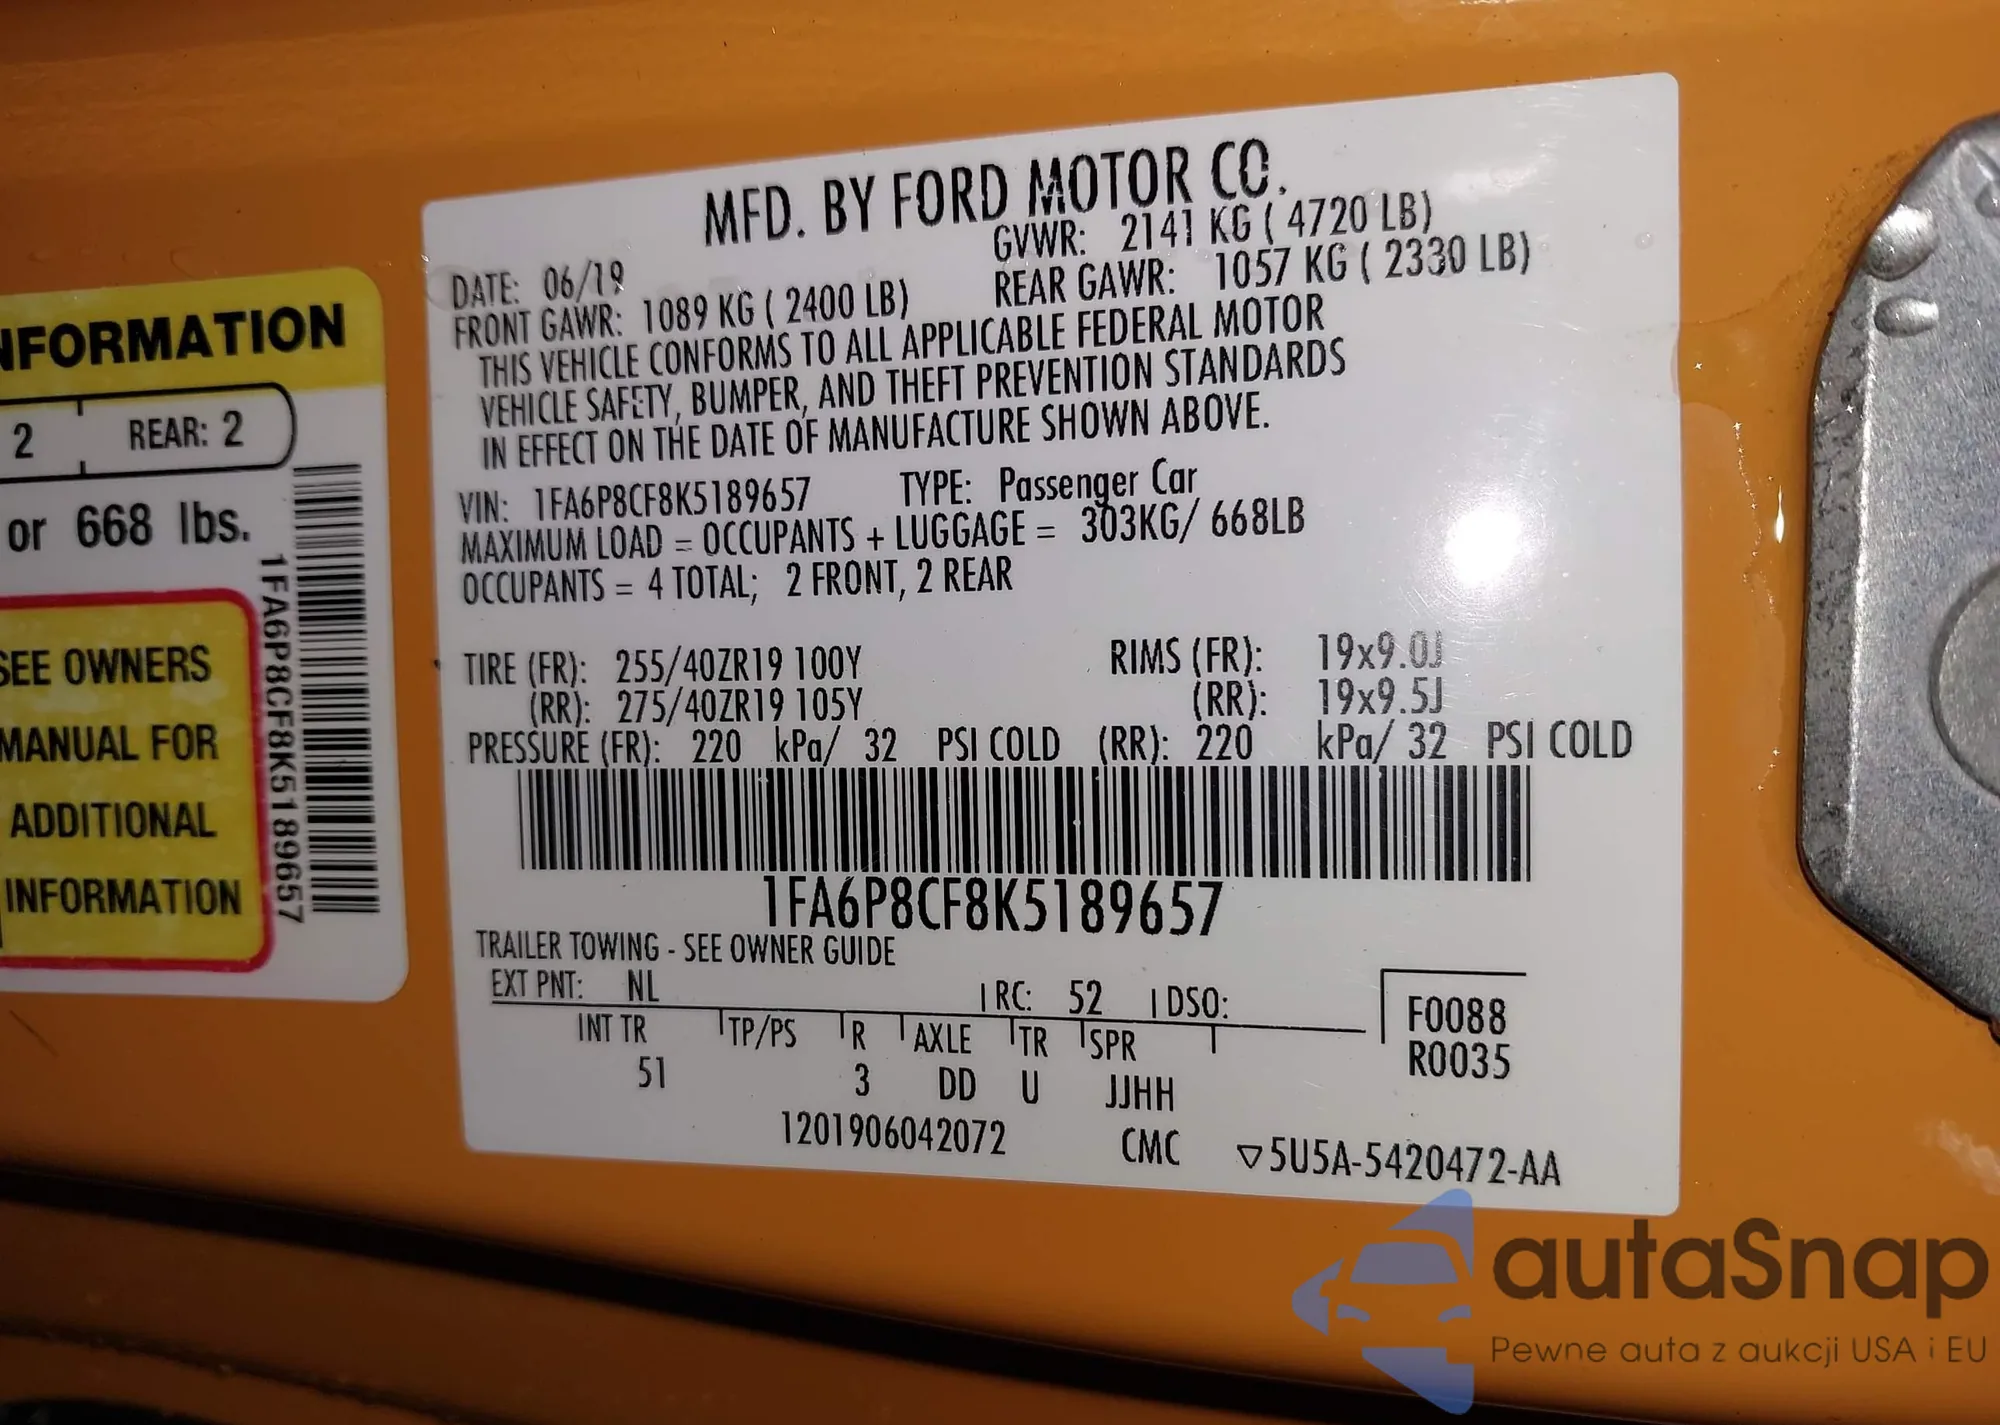 NFORMATION
2 REAR: 2
or 668 lbs.
SEE OWNERS
MANUAL FOR
ADDITIONAL
INFORMATION
1FA6P8CF8K5189657
MFD. BY FORD MOTOR CO.
DATE: 06/19 GVWR: 2141 KG ( 4720 LB)
FRONT GAWR: 1089 KG ( 2400 LB) REAR GAWR: 1057 KG ( 2330 LB)
THIS VEHICLE CONFORMS TO ALL APPLICABLE FEDERAL MOTOR
VEHICLE SAFETY, BUMPER, AND THEFT PREVENTION STANDARDS
IN EFFECT ON THE DATE OF MANUFACTURE SHOWN ABOVE.
VIN: 1FA6P8CF8K5189657 TYPE: Passenger Car
MAXIMUM LOAD = OCCUPANTS + LUGGAGE = 303KG/ 668LB
OCCUPANTS = 4 TOTAL; 2 FRONT, 2 REAR
TIRE (FR): 255/40ZR19 100Y RIMS (FR): 19x9.0J
(RR): 275/40ZR19 105Y (RR): 19x9.5J
PRESSURE (FR): 220 kPa/ 32 PSI COLD (RR): 220 kPa/ 32 PSI COLD
1FA6P8CF8K5189657
TRAILER TOWING - SEE OWNER GUIDE
EXT PNT: NL RC: 52 DSO: F0088
INT TR TP/PS R AXLE TR SPR R0035
51 3 DD U JJHH
1201906042072 CMC ▽5U5A-5420472-AA
autaSnap
Pewne auta z aukcji USA i EU